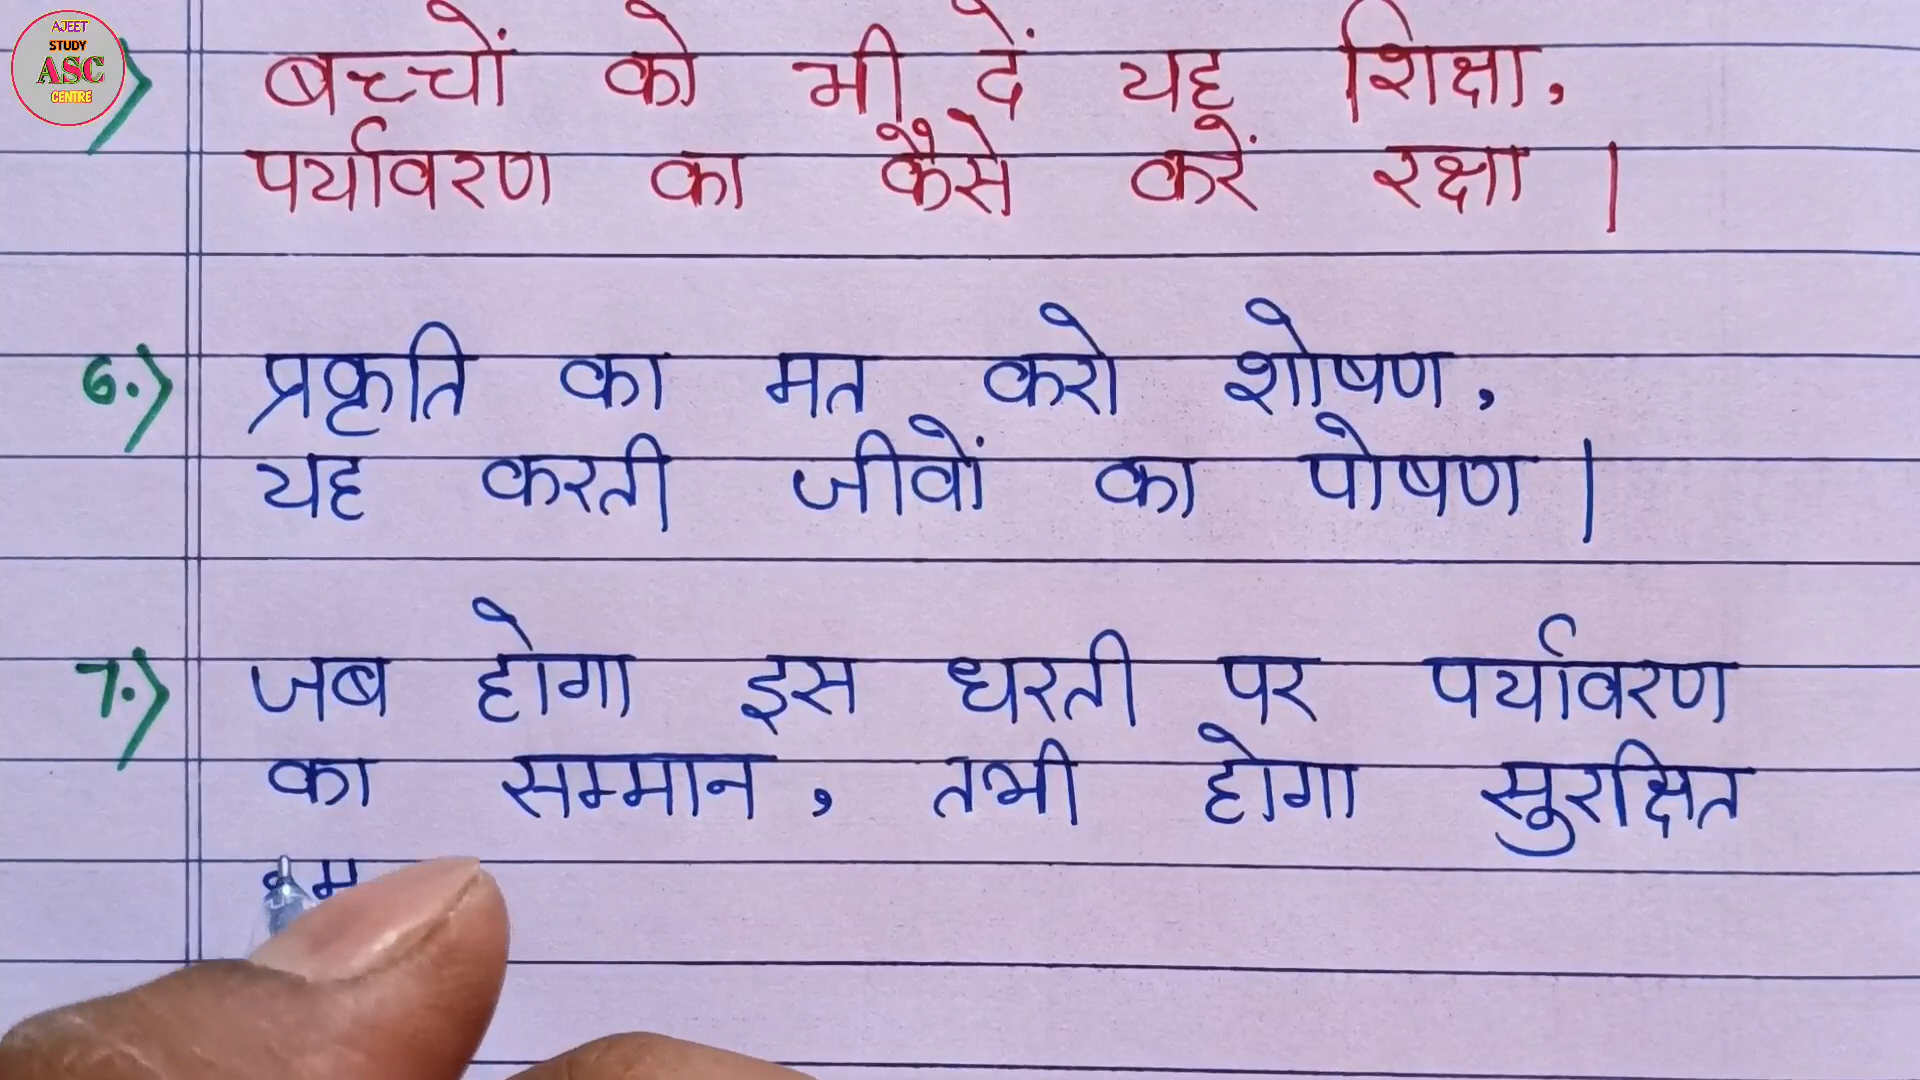 AJEET
STUDY
ASC
CENTRE
बच्चों को भी दें यह शिक्षा,
पर्यावरण का कैसे करें रक्षा |
6.) प्रकृति का मत करो शोषण,
यह करती जीवों का पोषण |
7.) जब होगा इस धरती पर पर्यावरण
का सम्मान, तभी होगा सुरक्षित